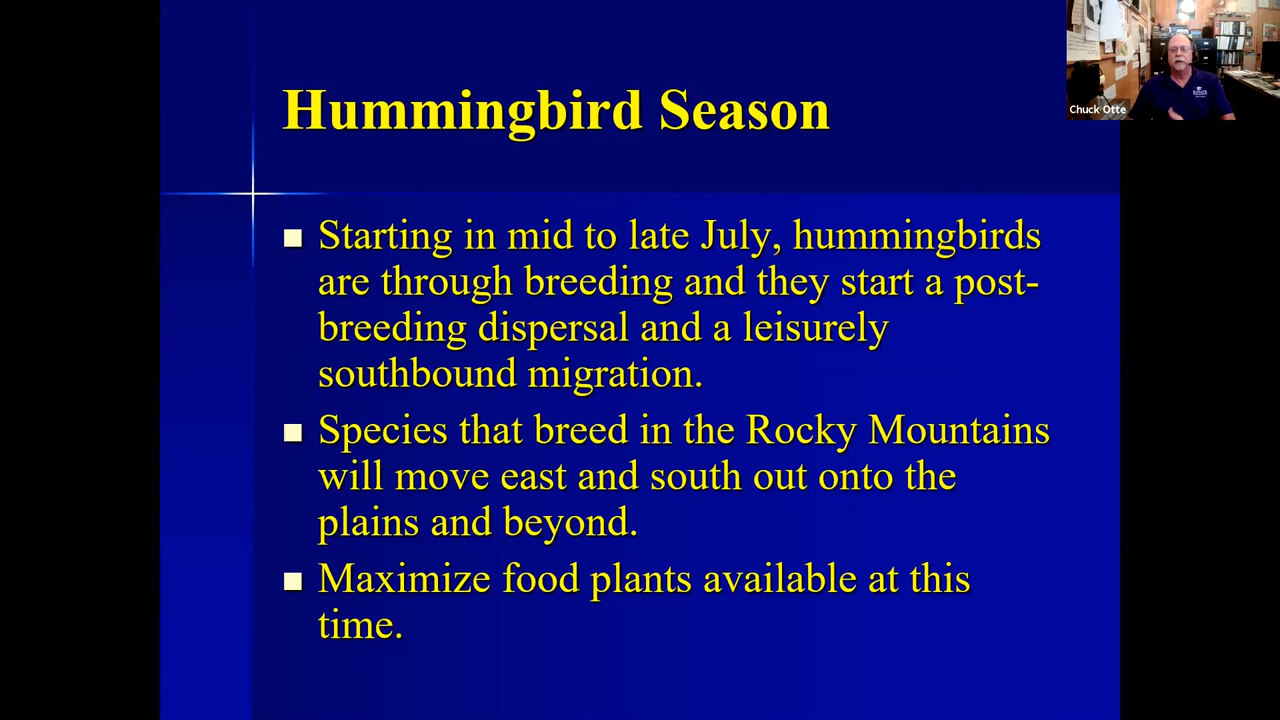 Hummingbird Season
Chuck Otte
Starting in mid to late July, hummingbirds
are through breeding and they start a post-
breeding dispersal and a leisurely
southbound migration.
Species that breed in the Rocky Mountains
will move east and south out onto the
plains and beyond.
Maximize food plants available at this
time.